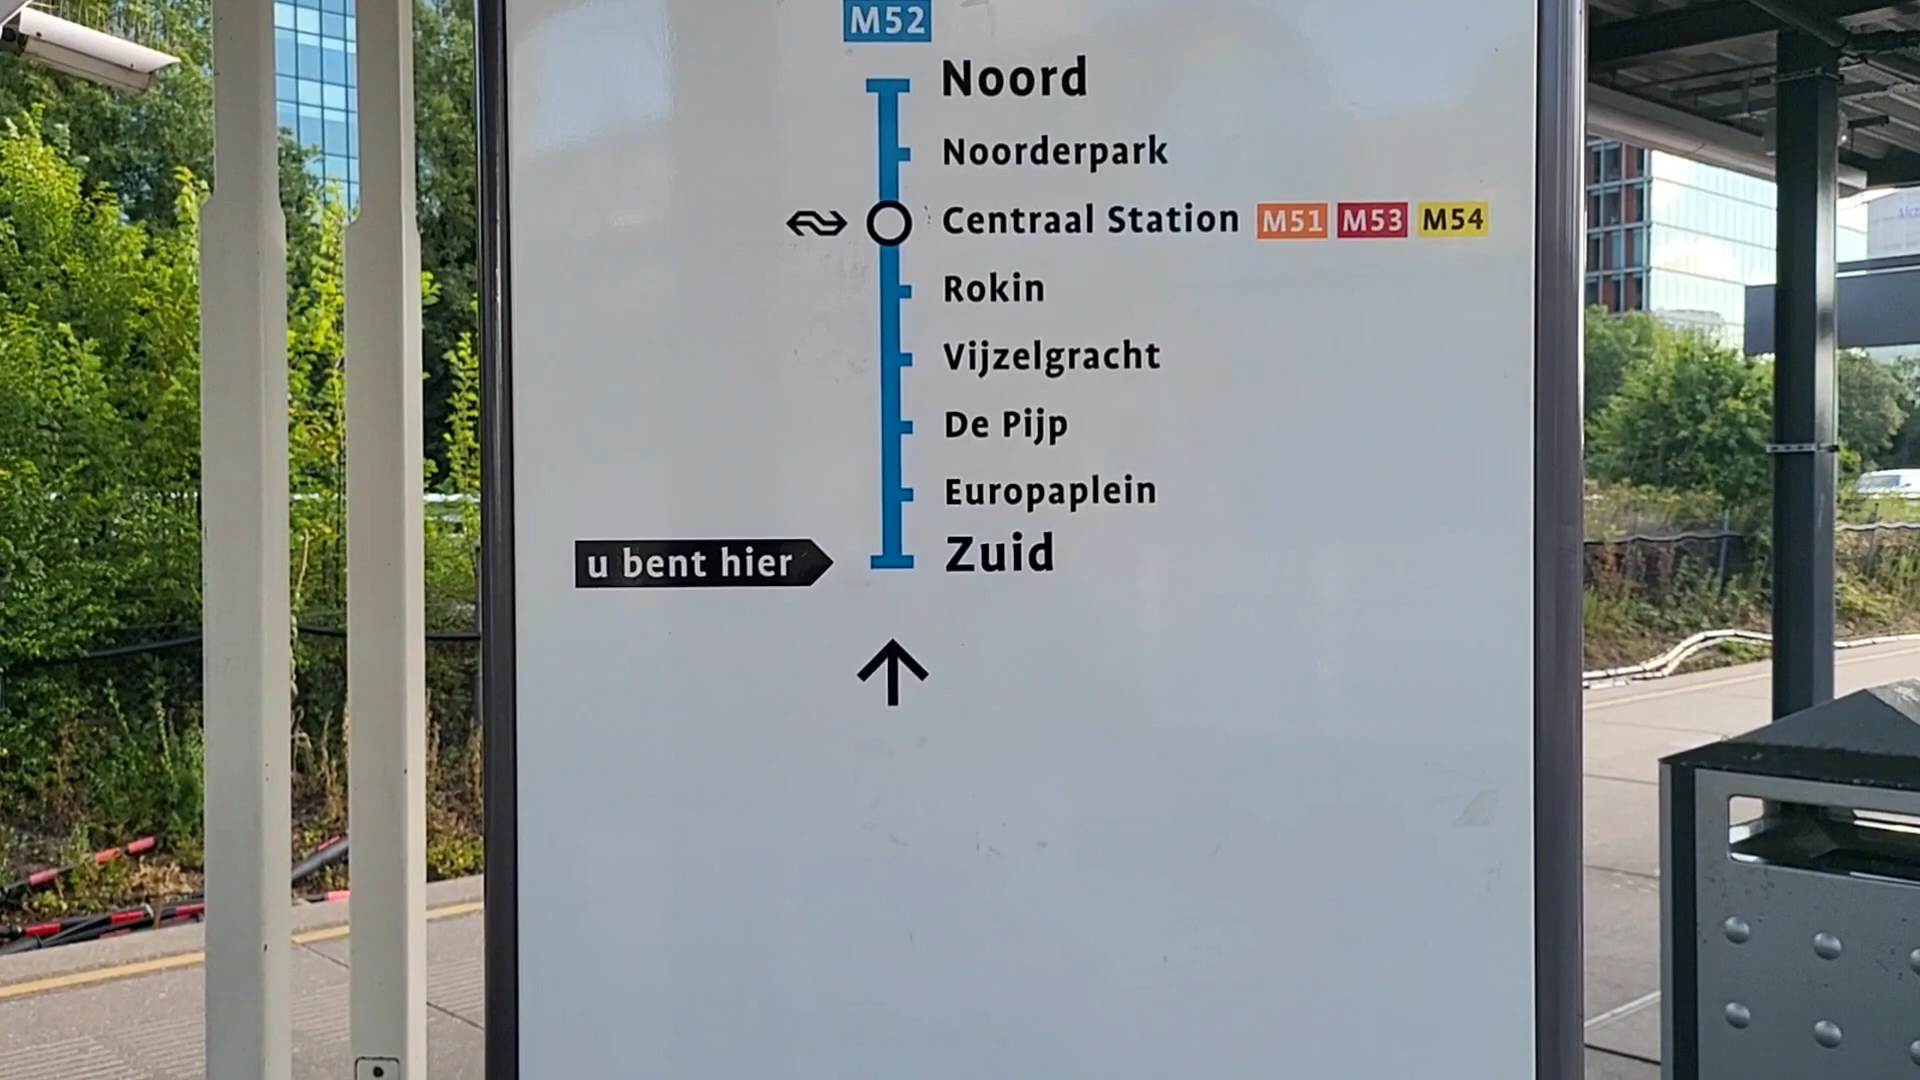 M52
Noord
Noorderpark
Centraal Station M51 M53 M54
Rokin
Vijzelgracht
De Pijp
Europaplein
u bent hier Zuid